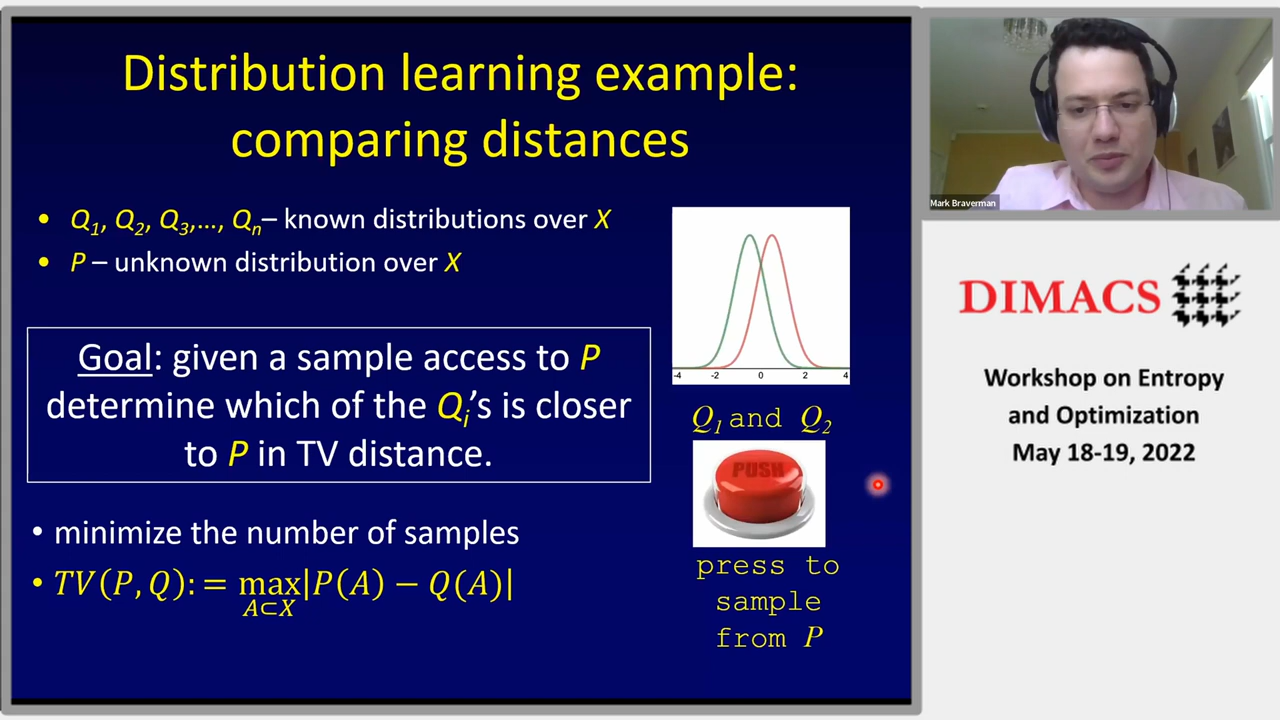 Distribution learning example:
comparing distances
• Q₁, Q₂, Q₃,..., Qₙ– known distributions over X
• P – unknown distribution over X
Goal: given a sample access to P
determine which of the Qᵢ's is closer
to P in TV distance.
• minimize the number of samples
• TV(P, Q): = max|P(A) − Q(A)|
A⊂X
-4 -2 0 2 4
Q₁ and Q₂
PUSH
press to
sample
from P
Mark Braverman
DIMACS
Workshop on Entropy
and Optimization
May 18-19, 2022